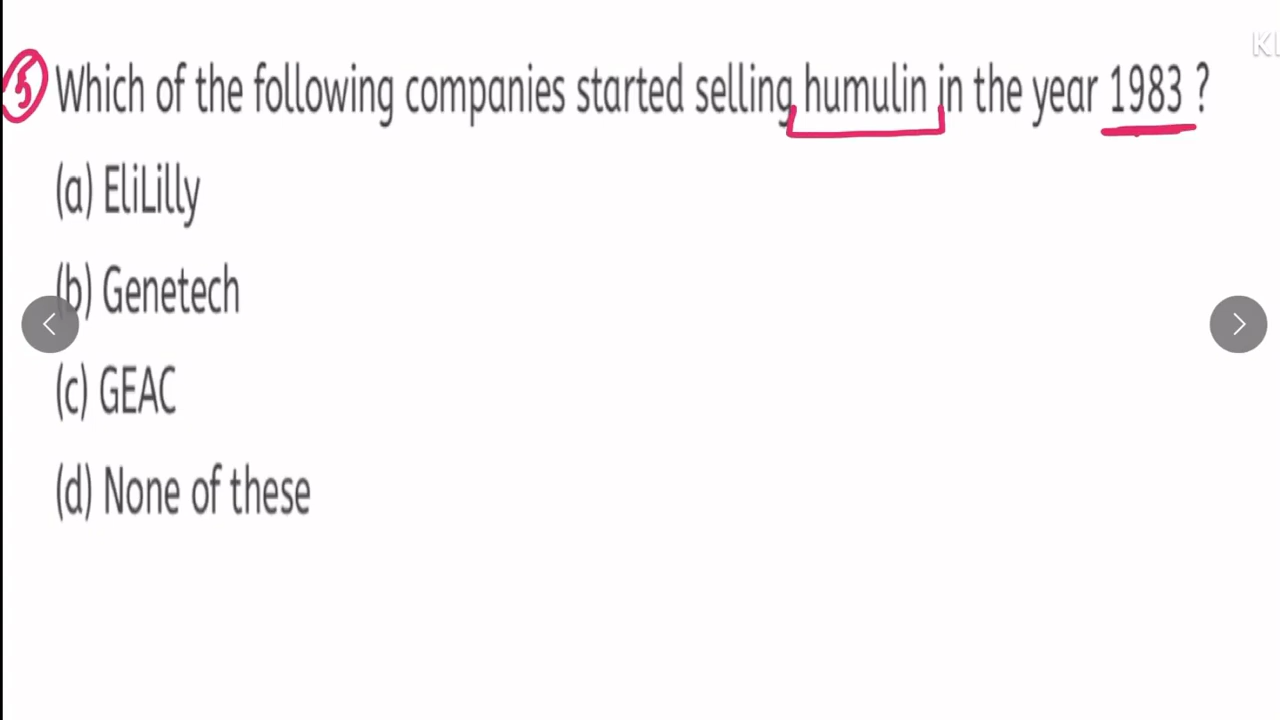 5 Which of the following companies started selling humulin in the year 1983 ?
(a) EliLilly
(b) Genetech
(c) GEAC
(d) None of these